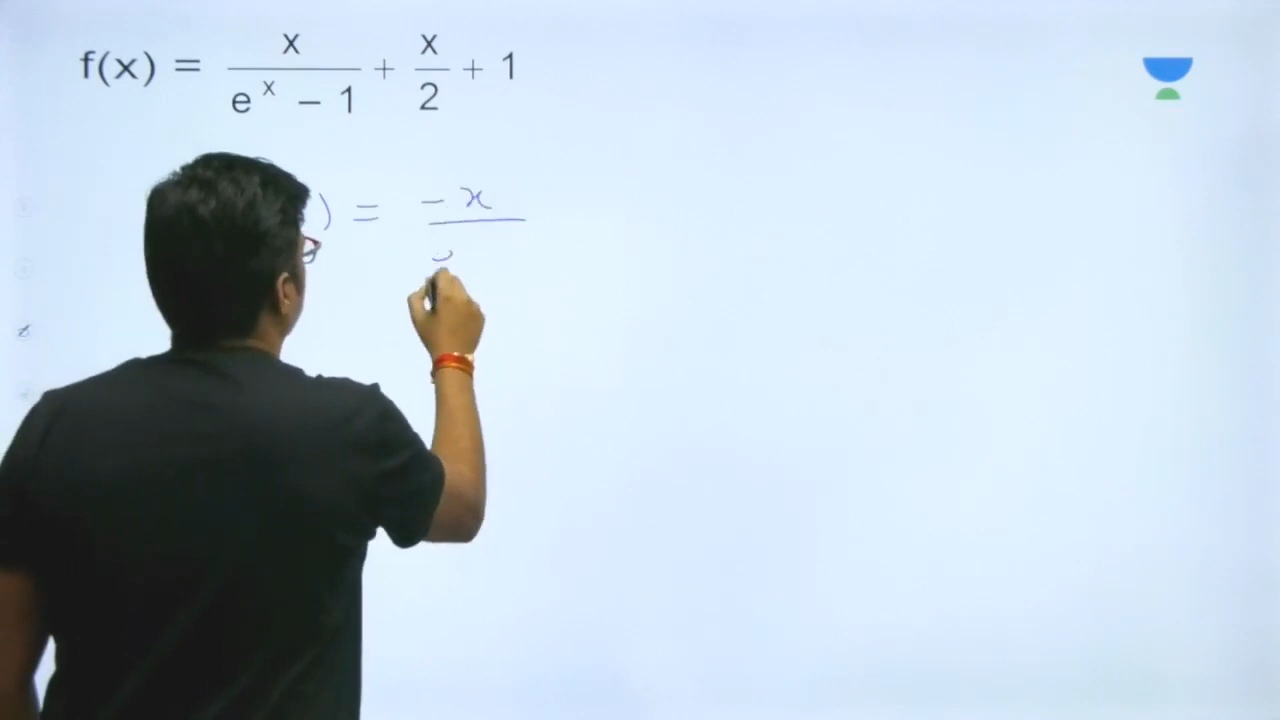 f(x) = x / (e^x − 1) + x/2 + 1
) = −x